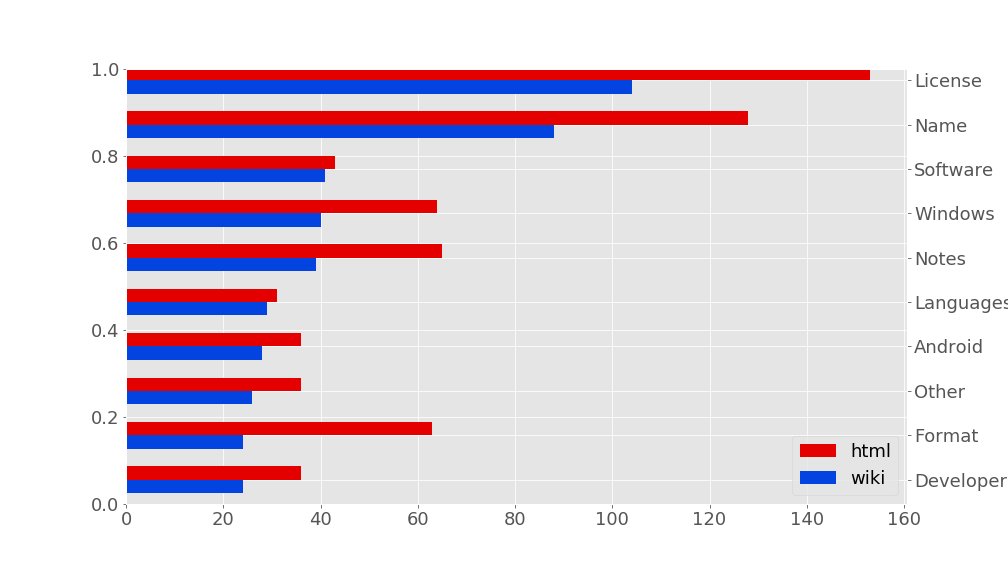 1.0
License
Name
0.8
Software
Windows
0.6
Notes
Languages
0.4
Android
Other
0.2
Format
html
wiki
Developer
0.0
0 20 40 60 80 100 120 140 160